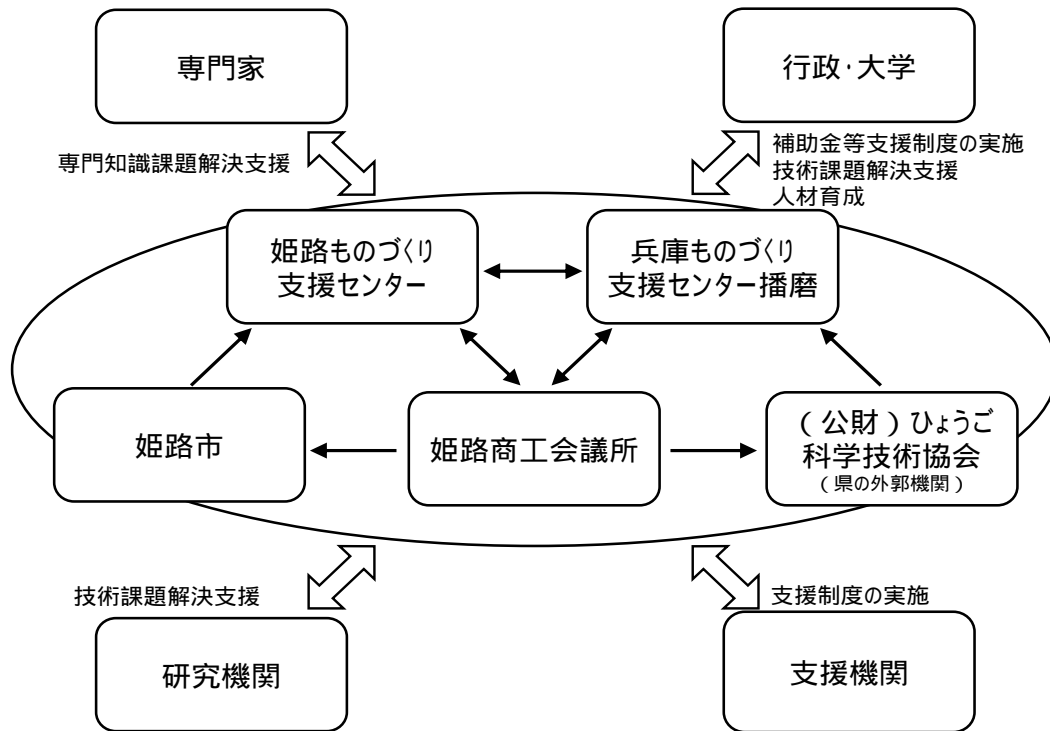 専門家
行政・大学
専門知識課題解決支援
補助金等支援制度の実施
技術課題解決支援
人材育成
姫路ものづくり
支援センター
兵庫ものづくり
支援センター播磨
姫路市
姫路商工会議所
（公財）ひょうご
科学技術協会
（県の外郭機関）
技術課題解決支援
支援制度の実施
研究機関
支援機関